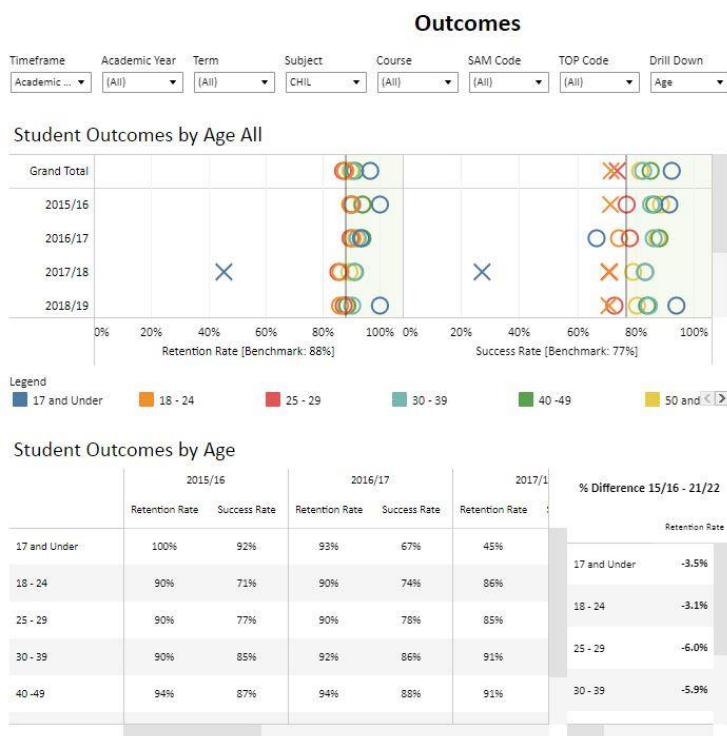 Outcomes
Timeframe Academic Year Term Subject Course SAM Code TOP Code Drill Down
Academic ... (All) (All) CHIL (All) (All) (All) Age
Student Outcomes by Age All
Grand Total
2015/16
2016/17
2017/18
2018/19
0% 20% 40% 60% 80% 100% 0% 20% 40% 60% 80% 100%
Retention Rate [Benchmark: 88%] Success Rate [Benchmark: 77%]
Legend
17 and Under 18 - 24 25 - 29 30 - 39 40 -49 50 and
Student Outcomes by Age
2015/16 2016/17 2017/1
% Difference 15/16 - 21/22
Retention Rate Success Rate Retention Rate Success Rate Retention Rate
Retention Rate
17 and Under 100% 92% 93% 67% 45%
18 - 24 90% 71% 90% 74% 86%
25 - 29 90% 77% 90% 78% 85%
30 - 39 90% 85% 92% 86% 91%
40 -49 94% 87% 94% 88% 91%
17 and Under -3.5%
18 - 24 -3.1%
25 - 29 -6.0%
30 - 39 -5.9%